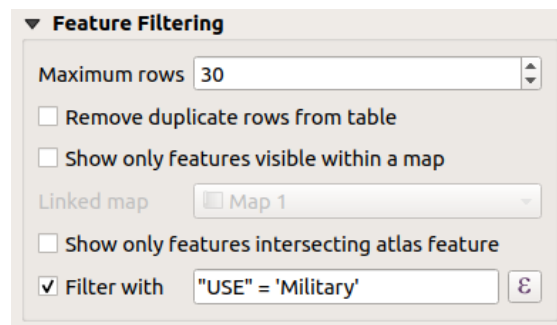 Feature Filtering
Maximum rows 30
Remove duplicate rows from table
Show only features visible within a map
Linked map Map 1
Show only features intersecting atlas feature
Filter with "USE" = 'Military' ε